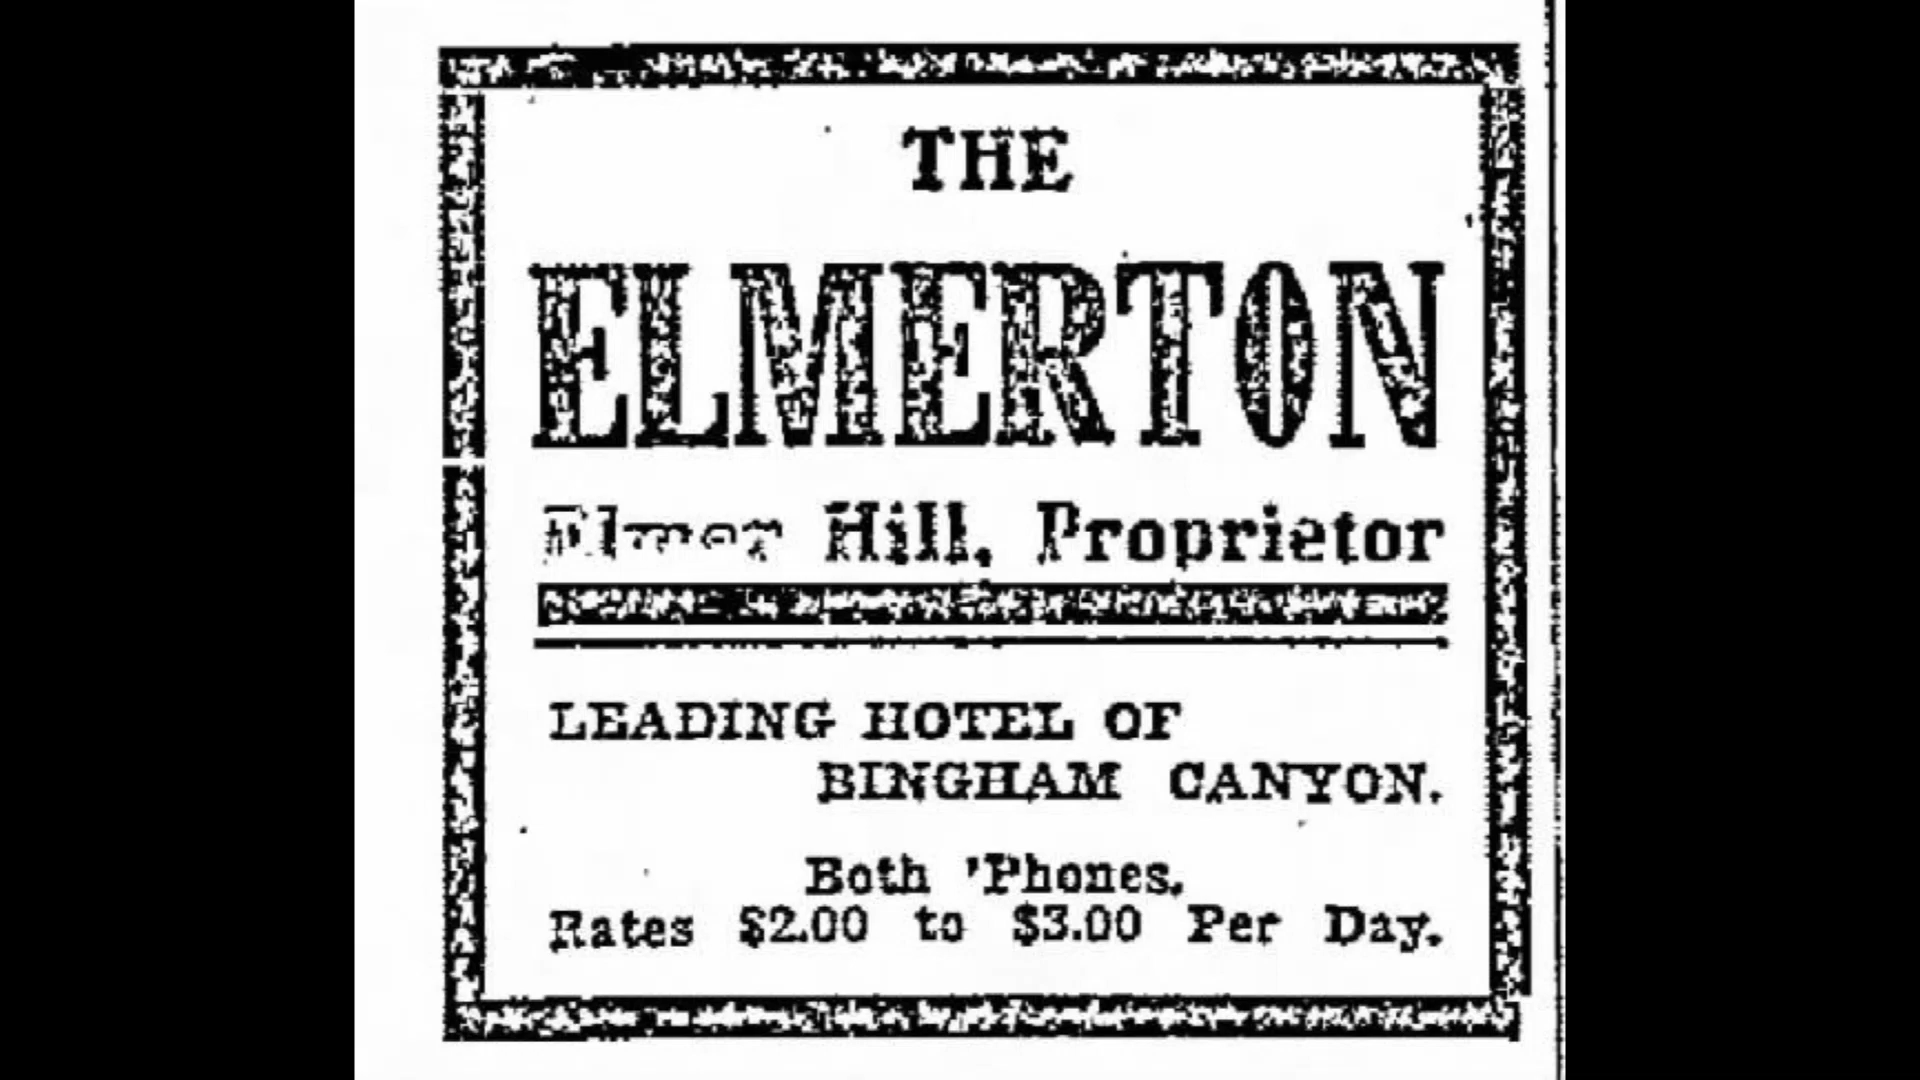 THE
ELMERTON
Elmer Hill, Proprietor
LEADING HOTEL OF
BINGHAM CANYON.
Both 'Phones.
Rates $2.00 to $3.00 Per Day.